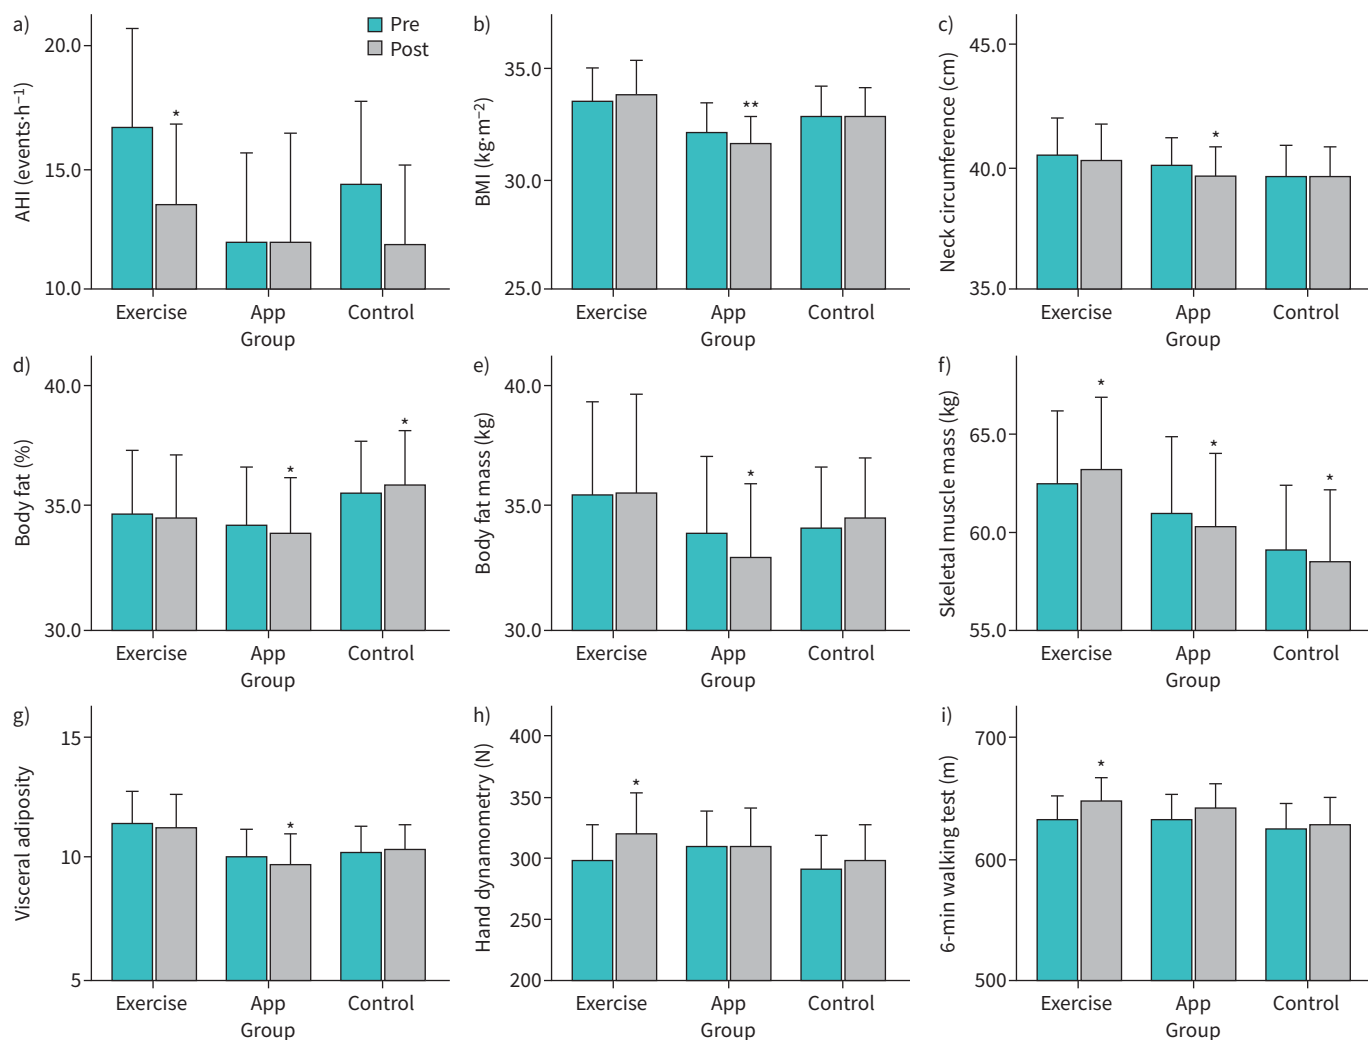 a)
AHI (events·h⁻¹)
20.0
15.0
10.0
Pre
Post
*
Exercise App Control
Group
b)
BMI (kg·m⁻²)
35.0
30.0
25.0
**
Exercise App Control
Group
c)
Neck circumference (cm)
45.0
40.0
35.0
*
Exercise App Control
Group
d)
Body fat (%)
40.0
35.0
30.0
* *
Exercise App Control
Group
e)
Body fat mass (kg)
40.0
35.0
30.0
*
Exercise App Control
Group
f)
Skeletal muscle mass (kg)
65.0
60.0
55.0
* * *
Exercise App Control
Group
g)
Visceral adiposity
15
10
5
*
Exercise App Control
Group
h)
Hand dynamometry (N)
400
350
300
250
200
*
Exercise App Control
Group
i)
6-min walking test (m)
700
600
500
*
Exercise App Control
Group